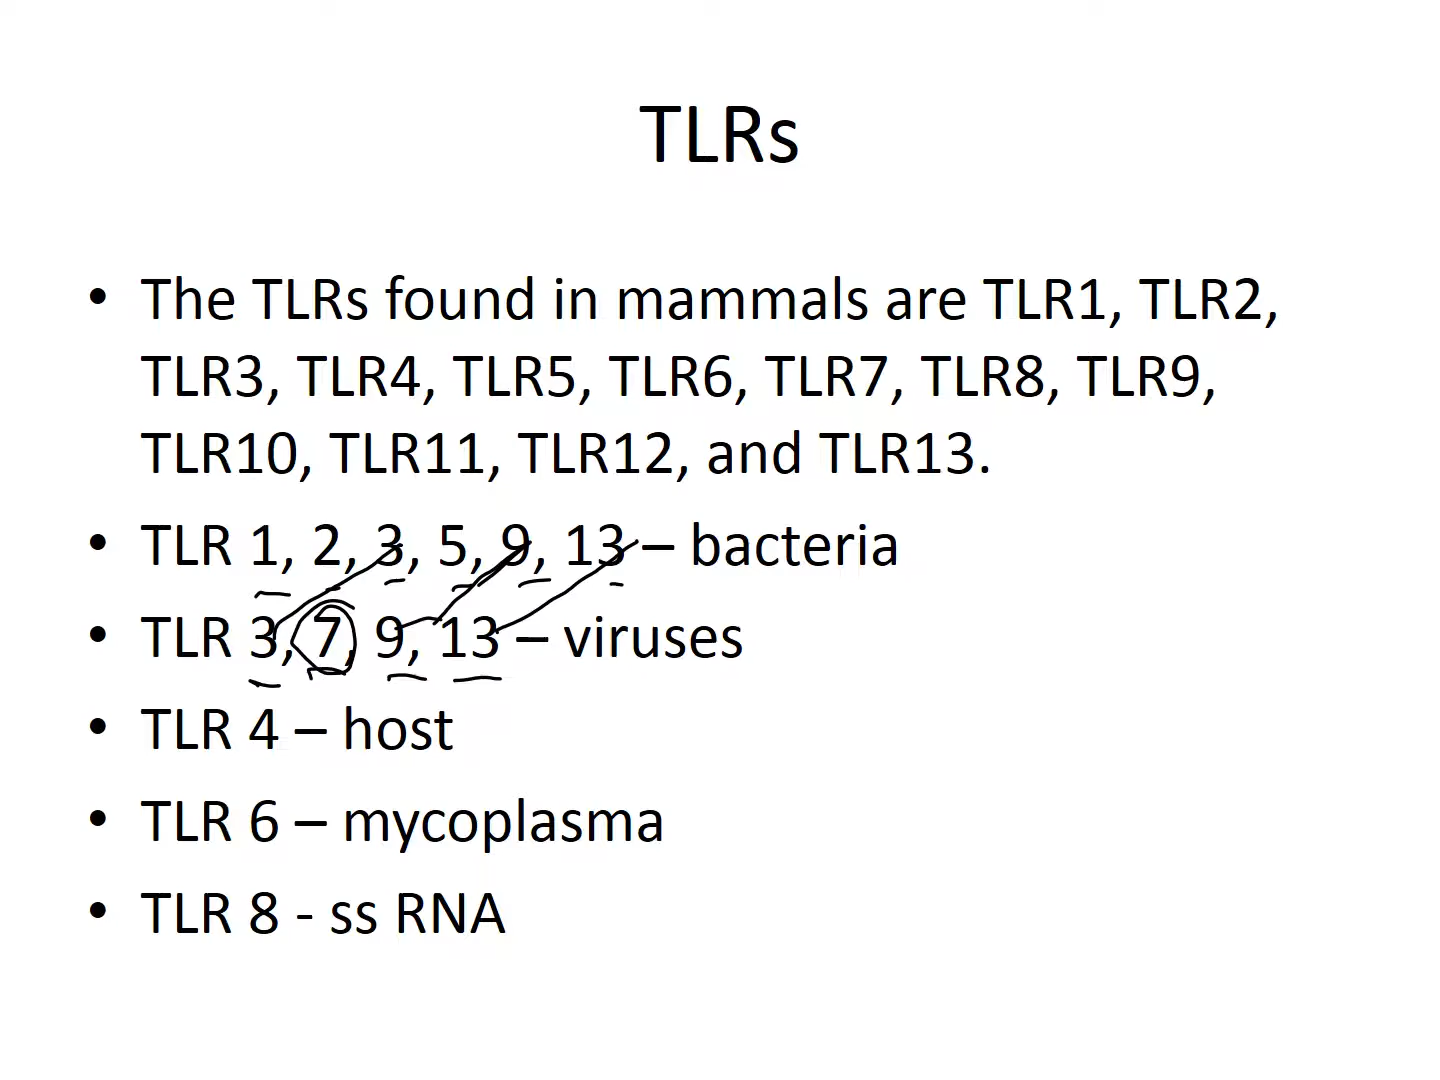 TLRs
• The TLRs found in mammals are TLR1, TLR2,
TLR3, TLR4, TLR5, TLR6, TLR7, TLR8, TLR9,
TLR10, TLR11, TLR12, and TLR13.
• TLR 1, 2, 3, 5, 9, 13 – bacteria
• TLR 3, 7, 9, 13 – viruses
• TLR 4 – host
• TLR 6 – mycoplasma
• TLR 8 - ss RNA